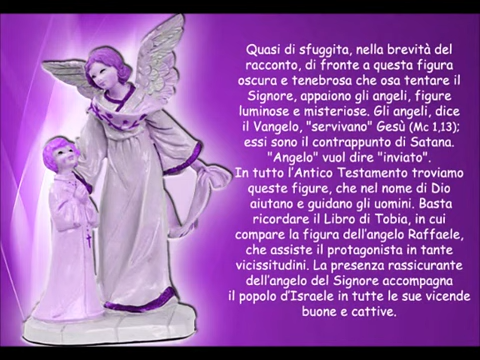 Quasi di sfuggita, nella brevità del
racconto, di fronte a questa figura
oscura e tenebrosa che osa tentare il
Signore, appaiono gli angeli, figure
luminose e misteriose. Gli angeli, dice
il Vangelo, "servivano" Gesù (Mc 1,13);
essi sono il contrappunto di Satana.
"Angelo" vuol dire "inviato".
In tutto l'Antico Testamento troviamo
queste figure, che nel nome di Dio
aiutano e guidano gli uomini. Basta
ricordare il Libro di Tobia, in cui
compare la figura dell'angelo Raffaele,
che assiste il protagonista in tante
vicissitudini. La presenza rassicurante
dell'angelo del Signore accompagna
il popolo d'Israele in tutte le sue vicende
buone e cattive.